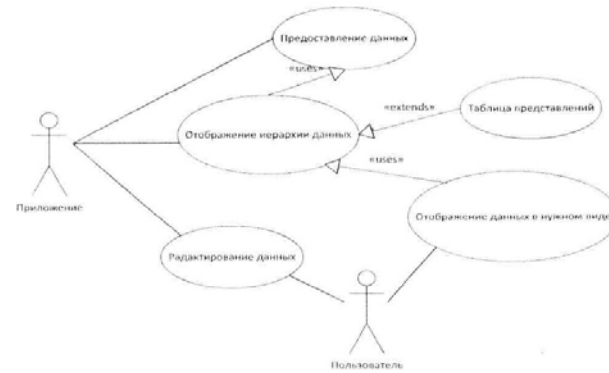 Предоставление данных
«uses»
«extends»
Таблица представлений
Отображение иерархии данных
«uses»
Приложение
Отображение данных в нужном виде
Радактирование данных
Пользователь